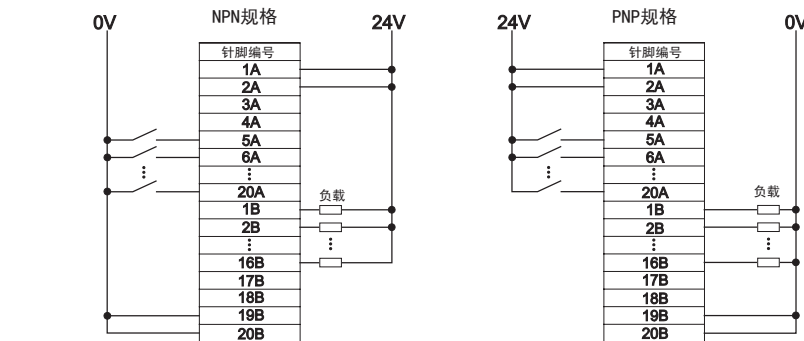 0V
NPN规格
24V
针脚编号
1A
2A
3A
4A
5A
6A
20A
1B
2B
16B
17B
18B
19B
20B
负载
24V
PNP规格
0V
针脚编号
1A
2A
3A
4A
5A
6A
20A
1B
2B
16B
17B
18B
19B
20B
负载